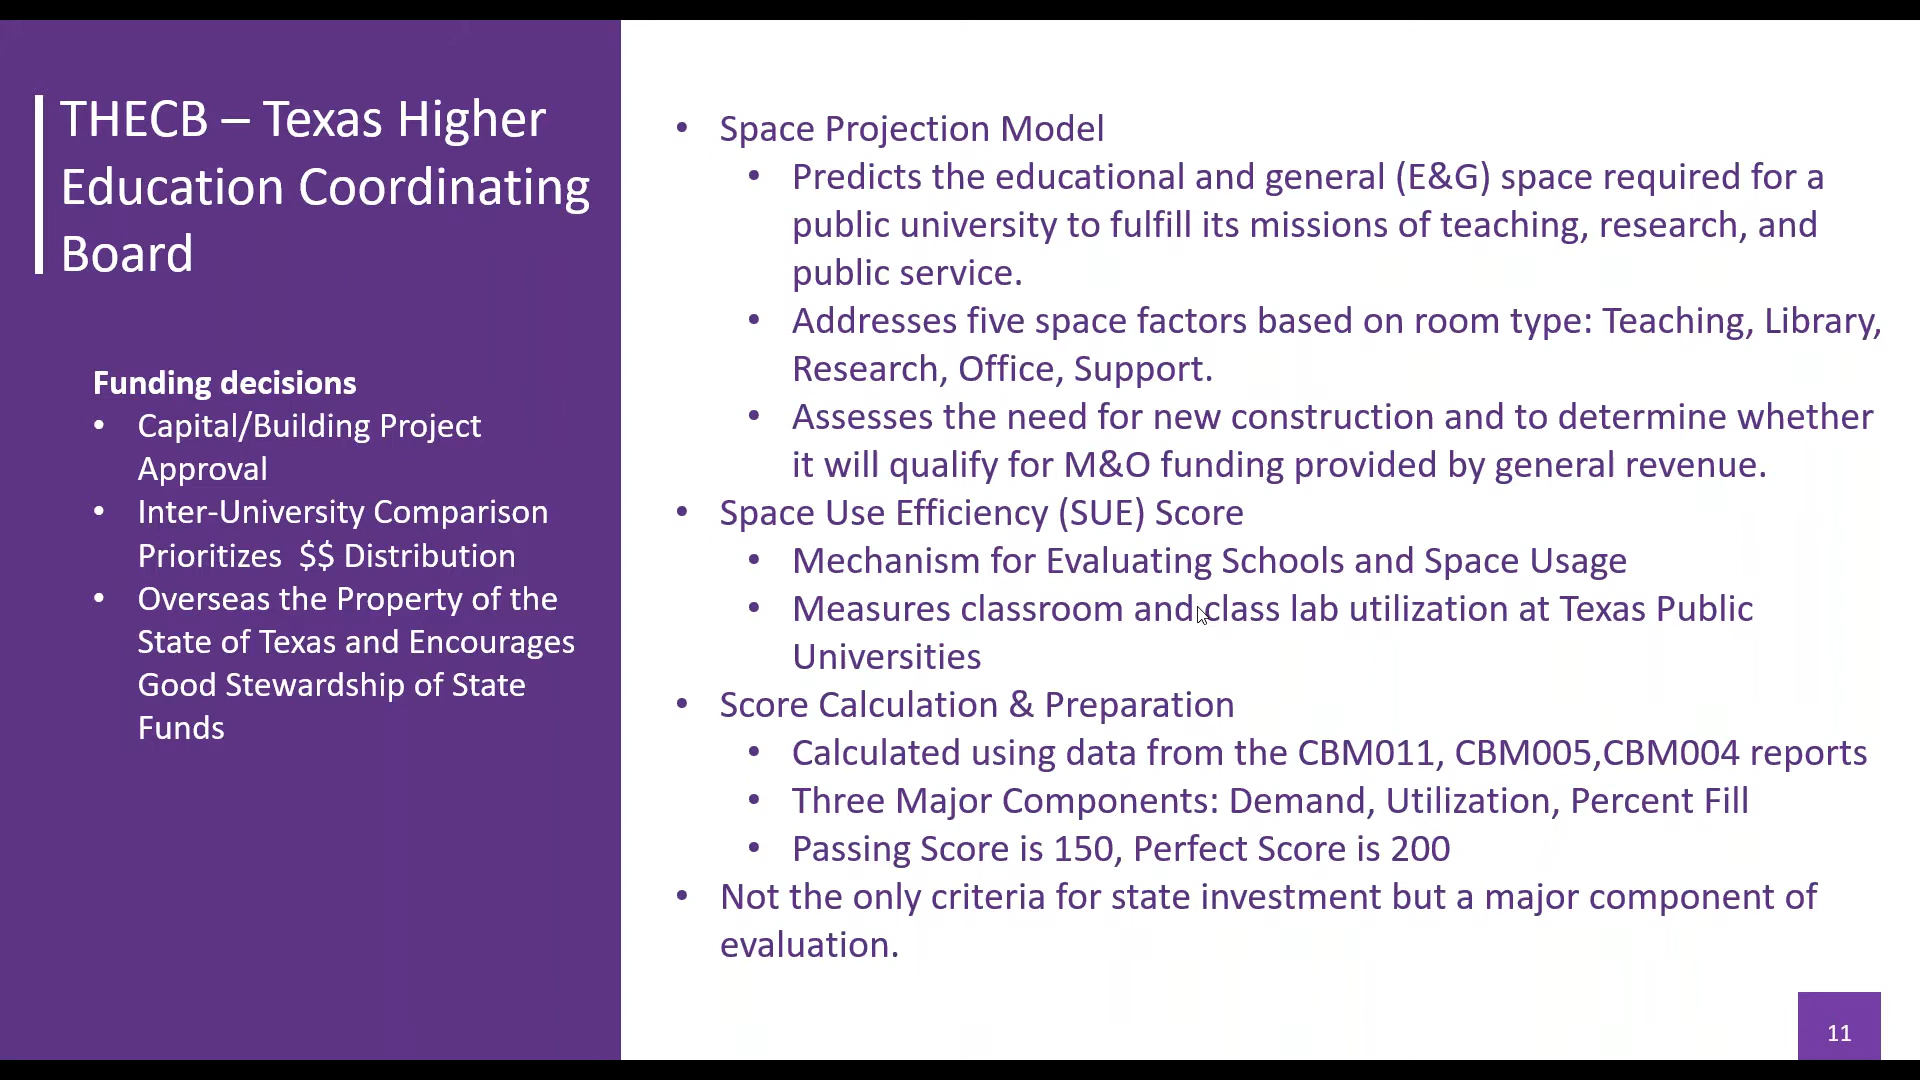 THECB – Texas Higher
Education Coordinating
Board
Funding decisions
• Capital/Building Project
Approval
• Inter-University Comparison
Prioritizes  $$ Distribution
• Overseas the Property of the
State of Texas and Encourages
Good Stewardship of State
Funds
• Space Projection Model
• Predicts the educational and general (E&G) space required for a
public university to fulfill its missions of teaching, research, and
public service.
• Addresses five space factors based on room type: Teaching, Library,
Research, Office, Support.
• Assesses the need for new construction and to determine whether
it will qualify for M&O funding provided by general revenue.
• Space Use Efficiency (SUE) Score
• Mechanism for Evaluating Schools and Space Usage
• Measures classroom and class lab utilization at Texas Public
Universities
• Score Calculation & Preparation
• Calculated using data from the CBM011, CBM005,CBM004 reports
• Three Major Components: Demand, Utilization, Percent Fill
• Passing Score is 150, Perfect Score is 200
• Not the only criteria for state investment but a major component of
evaluation.
11